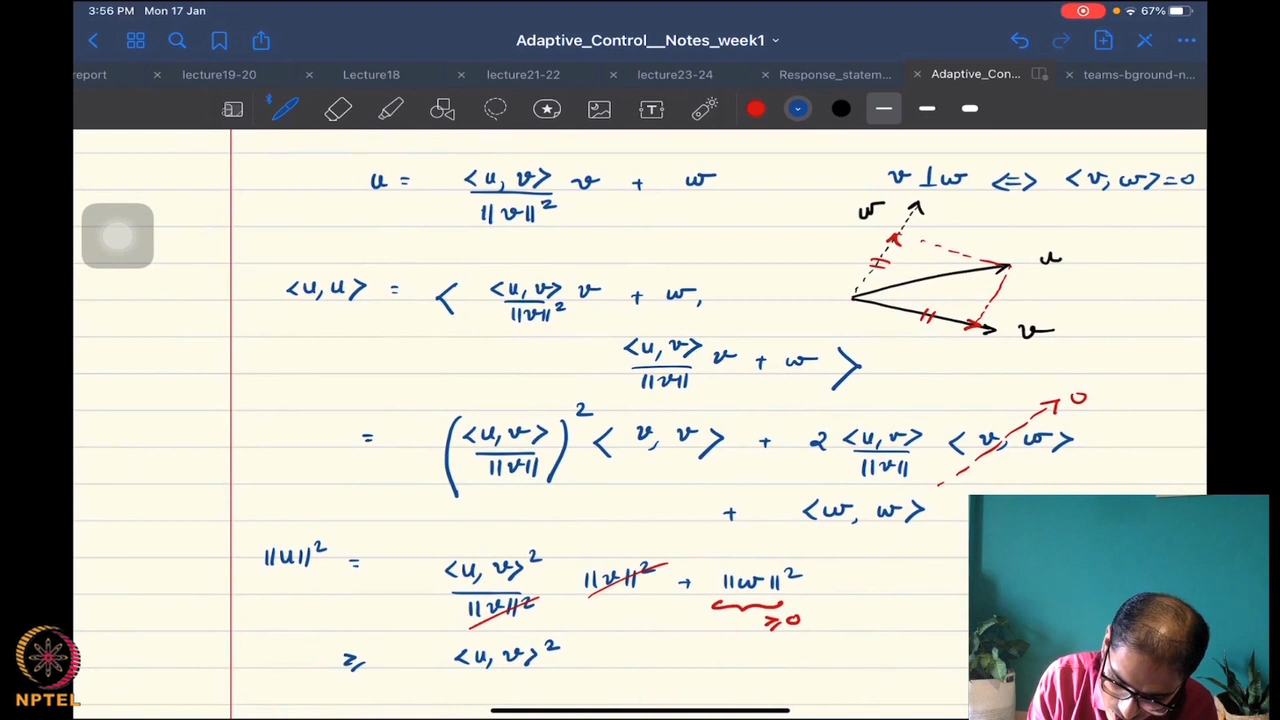 3:56 PM Mon 17 Jan 67%
Adaptive_Control__Notes_week1
report lecture19-20 Lecture18 lecture21-22 lecture23-24 Response_statem... Adaptive_Con... teams-bground-n...
T
u = <u, v> / ||v||² v + w
v ⊥ w <=> <v, w> = 0
w
u
v
<u, u> = < <u, v> / ||v||² v + w,
<u, v> / ||v|| v + w >
= (<u, v> / ||v||)² < v, v > + 2 <u, v> / ||v|| <v, w> → 0
+ <w, w>
||u||² = <u, v>² / ||v||² ||v||² + ||w||²
≥ 0
≥ <u, v>²
NPTEL